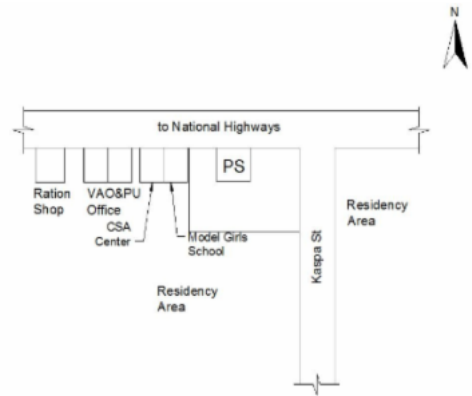 N
to National Highways
PS
Ration
Shop
VAO&PU
Office
CSA
Center
Model Girls
School
Residency
Area
Kaspa St
Residency
Area